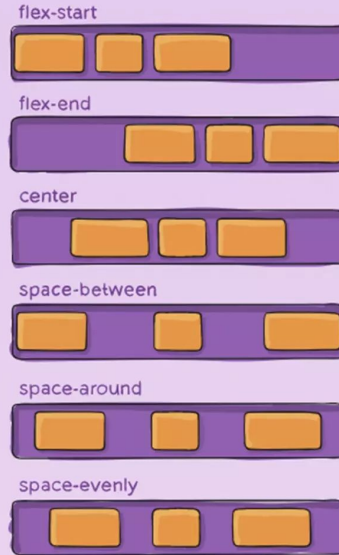 flex-start
flex-end
center
space-between
space-around
space-evenly